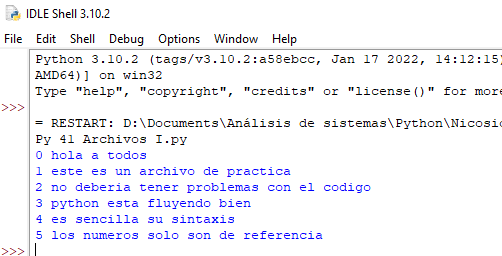 IDLE Shell 3.10.2
File Edit Shell Debug Options Window Help
Python 3.10.2 (tags/v3.10.2:a58ebcc, Jan 17 2022, 14:12:15)
AMD64)] on win32
Type "help", "copyright", "credits" or "license()" for more
>>>
= RESTART: D:\Documents\Análisis de sistemas\Python\Nicosio
Py 41 Archivos I.py
0 hola a todos
1 este es un archivo de practica
2 no deberia tener problemas con el codigo
3 python esta fluyendo bien
4 es sencilla su sintaxis
5 los numeros solo son de referencia
>>>